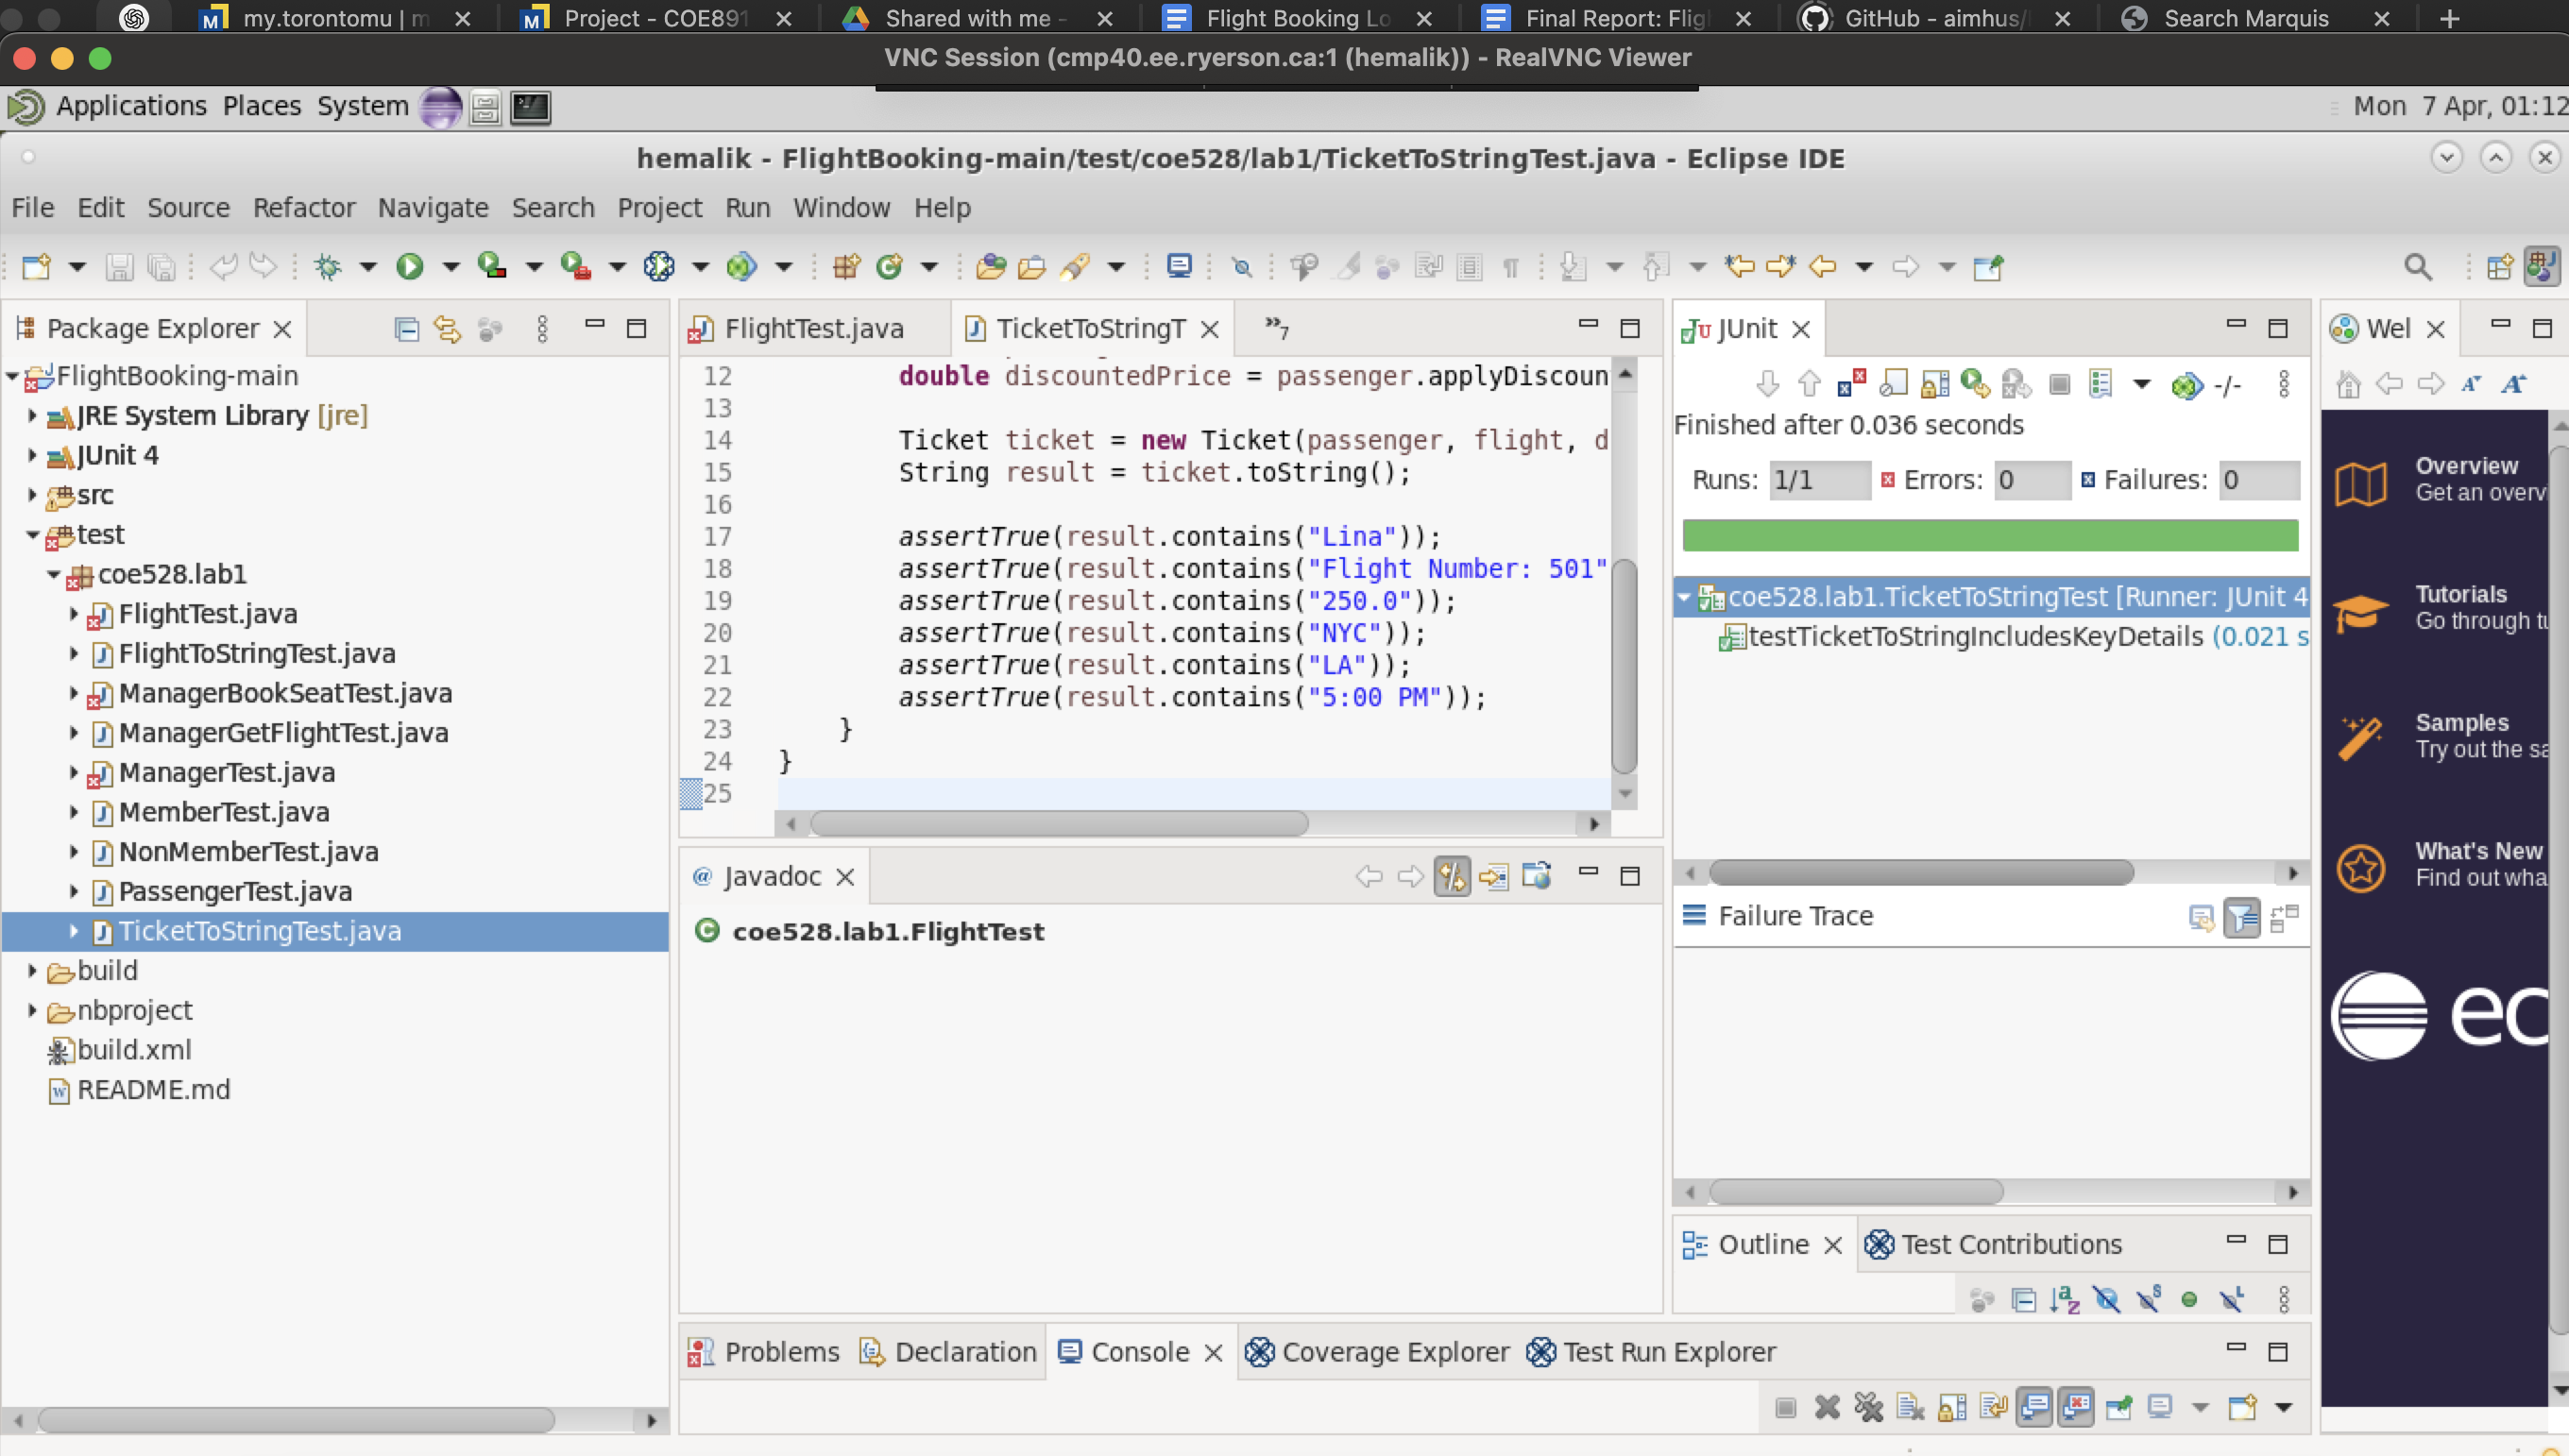 my.torontomu | m
Project - COE891
Shared with me -
Flight Booking Lo
Final Report: Flig
GitHub - aimhus/
Search Marquis
VNC Session (cmp40.ee.ryerson.ca:1 (hemalik)) - RealVNC Viewer
Applications Places System
Mon 7 Apr, 01:12
hemalik - FlightBooking-main/test/coe528/lab1/TicketToStringTest.java - Eclipse IDE
File Edit Source Refactor Navigate Search Project Run Window Help
Package Explorer
FlightBooking-main
JRE System Library [jre]
JUnit 4
src
test
coe528.lab1
FlightTest.java
FlightToStringTest.java
ManagerBookSeatTest.java
ManagerGetFlightTest.java
ManagerTest.java
MemberTest.java
NonMemberTest.java
PassengerTest.java
TicketToStringTest.java
build
nbproject
build.xml
README.md
FlightTest.java
TicketToStringT
»7
12 double discountedPrice = passenger.applyDiscoun
13
14 Ticket ticket = new Ticket(passenger, flight, d
15 String result = ticket.toString();
16
17 assertTrue(result.contains("Lina"));
18 assertTrue(result.contains("Flight Number: 501"
19 assertTrue(result.contains("250.0"));
20 assertTrue(result.contains("NYC"));
21 assertTrue(result.contains("LA"));
22 assertTrue(result.contains("5:00 PM"));
23 }
24 }
25
Javadoc
coe528.lab1.FlightTest
JUnit
Finished after 0.036 seconds
Runs: 1/1 Errors: 0 Failures: 0
coe528.lab1.TicketToStringTest [Runner: JUnit 4
testTicketToStringIncludesKeyDetails (0.021 s
Failure Trace
Outline
Test Contributions
Problems
Declaration
Console
Coverage Explorer
Test Run Explorer
Wel
Overview
Get an overv
Tutorials
Go through tu
Samples
Try out the sa
What's New
Find out wha
ec